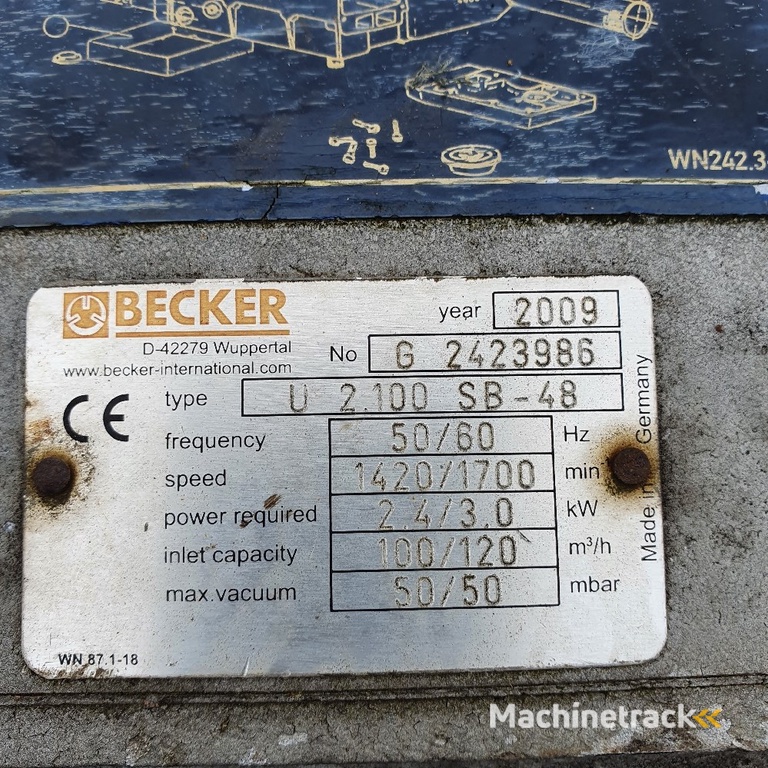 WN242.3
BECKER
D-42279 Wuppertal
www.becker-international.com
year 2009
No G 2423986
type U 2.100 SB-48
CE
frequency 50/60 Hz
speed 1420/1700 min
power required 2.4/3.0 kW
inlet capacity 100/120 m³/h
max.vacuum 50/50 mbar
Made in Germany
WN 87.1-18
Machinetrack